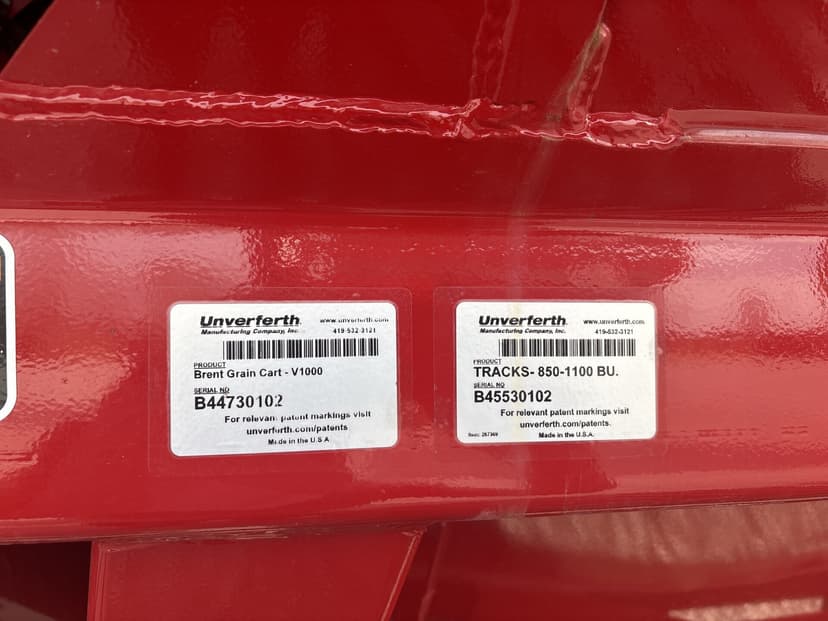 Unverferth
www.unverferth.com
Manufacturing Company, Inc.
419-532-3121
PRODUCT
Brent Grain Cart - V1000
SERIAL NO
B44730102
For relevant patent markings visit
unverferth.com/patents
Made in the U.S.A.
Unverferth
www.unverferth.com
Manufacturing Company, Inc.
419-532-3121
PRODUCT
TRACKS- 850-1100 BU.
SERIAL NO
B45530102
For relevant patent markings visit
unverferth.com/patents.
Made in the U.S.A.